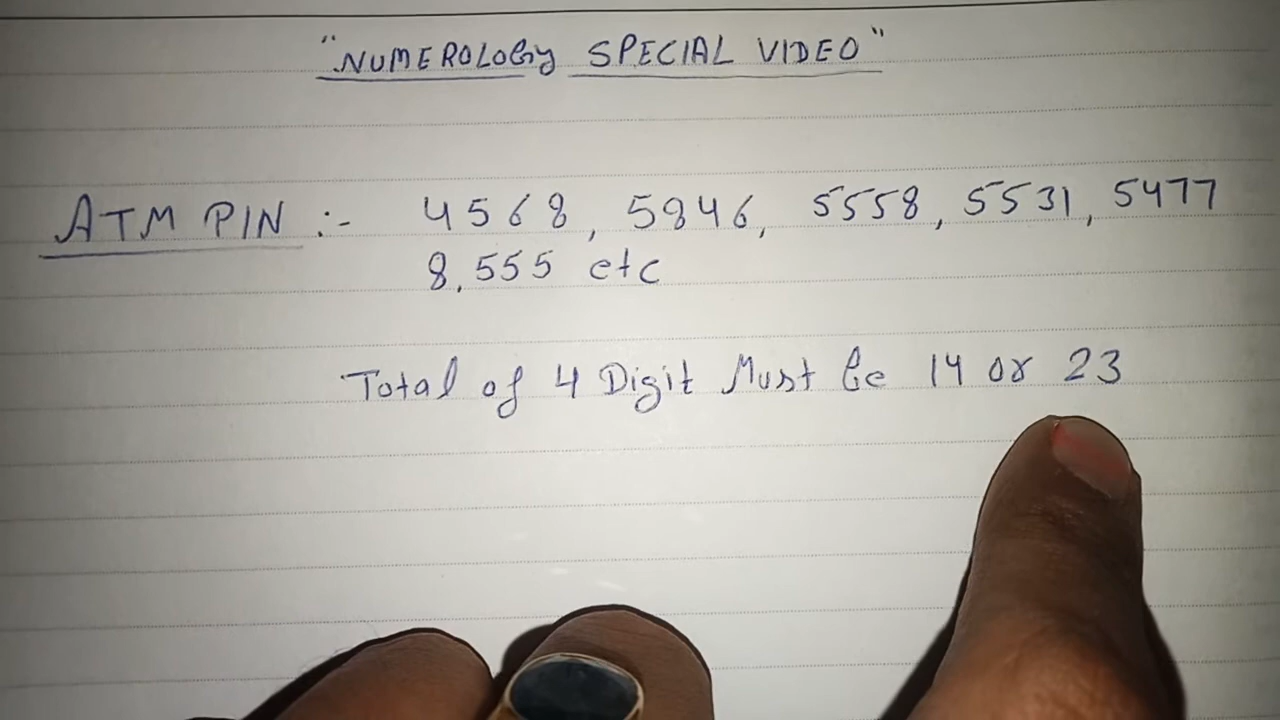 "NUMEROLOGY SPECIAL VIDEO"
ATM PIN :- 4568, 5846, 5558, 5531, 5477
8,555 etc
Total of 4 Digit Must be 14 or 23